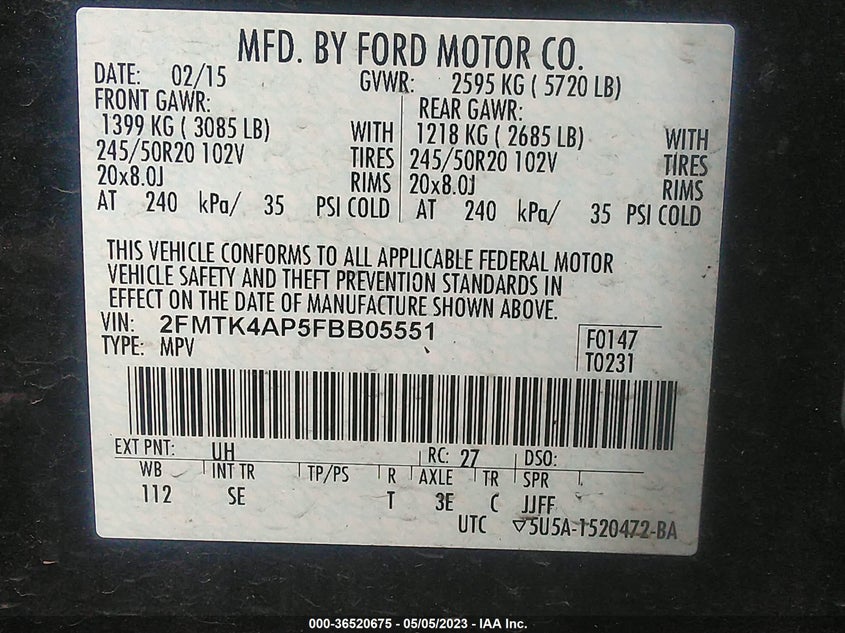 MFD. BY FORD MOTOR CO.
DATE: 02/15 GVWR: 2595 KG ( 5720 LB)
FRONT GAWR: REAR GAWR:
1399 KG ( 3085 LB) WITH 1218 KG ( 2685 LB) WITH
245/50R20 102V TIRES 245/50R20 102V TIRES
20x8.0J RIMS 20x8.0J RIMS
AT 240 kPa/ 35 PSI COLD AT 240 kPa/ 35 PSI COLD
THIS VEHICLE CONFORMS TO ALL APPLICABLE FEDERAL MOTOR
VEHICLE SAFETY AND THEFT PREVENTION STANDARDS IN
EFFECT ON THE DATE OF MANUFACTURE SHOWN ABOVE.
VIN: 2FMTK4AP5FBB05551 F0147
TYPE: MPV T0231
EXT PNT: UH RC: 27 DSO:
WB INT TR TP/PS R AXLE TR SPR
112 SE T 3E C JJFF
UTC ▽5U5A-1520472-BA
000-36520675 - 05/05/2023 - IAA Inc.